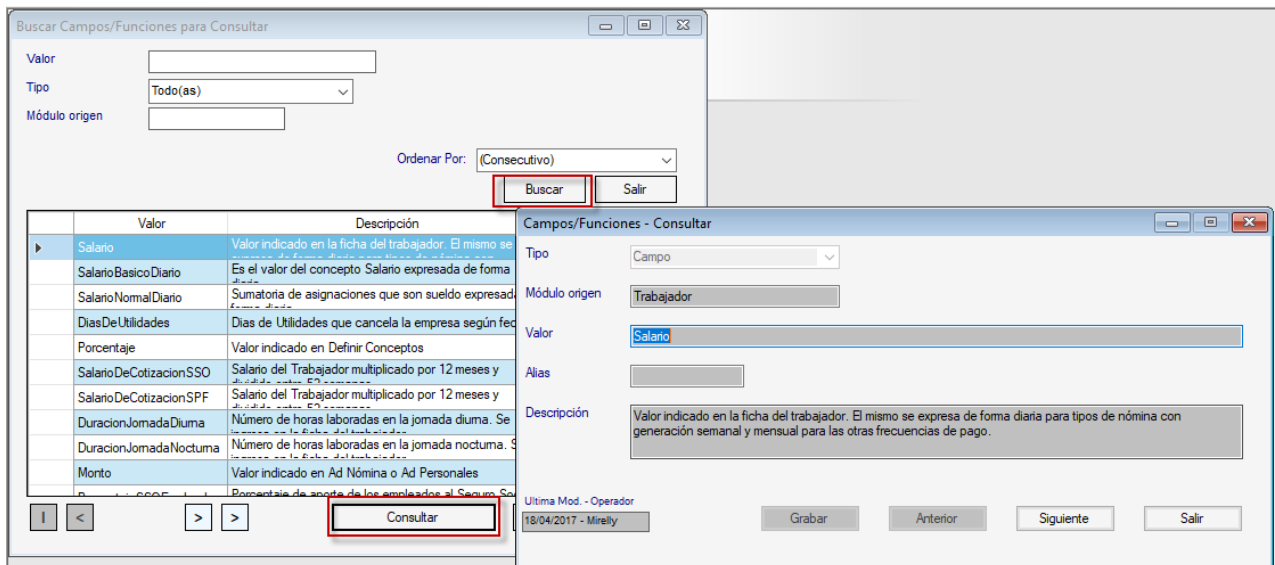 Buscar Campos/Funciones para Consultar
Valor
Tipo
Todo(as)
Módulo origen
Ordenar Por:
(Consecutivo)
Buscar
Salir
Valor
Descripción
Salario
Valor indicado en la ficha del trabajador. El mismo se
SalarioBasicoDiario
Es el valor del concepto Salario expresada de forma
SalarioNormalDiario
Sumatoria de asignaciones que son sueldo
DiasDeUtilidades
Dias de Utilidades que cancela la empresa según
Porcentaje
Valor indicado en Definir Conceptos
SalarioDeCotizacionSSO
Salario del Trabajador multiplicado por 12 meses y
SalarioDeCotizacionSPF
Salario del Trabajador multiplicado por 12 meses y
DuracionJornadaDiurna
Número de horas laboradas en la jornada diurna. Se
DuracionJornadaNocturna
Número de horas laboradas en la jornada nocturna.
Monto
Valor indicado en Ad Nómina o Ad Personales
I
<
>
>
Consultar
Campos/Funciones - Consultar
Tipo
Campo
Módulo origen
Trabajador
Valor
Salario
Alias
Descripción
Valor indicado en la ficha del trabajador. El mismo se expresa de forma diaria para tipos de nómina con
generación semanal y mensual para las otras frecuencias de pago.
Ultima Mod. - Operador
18/04/2017 - Mirelly
Grabar
Anterior
Siguiente
Salir